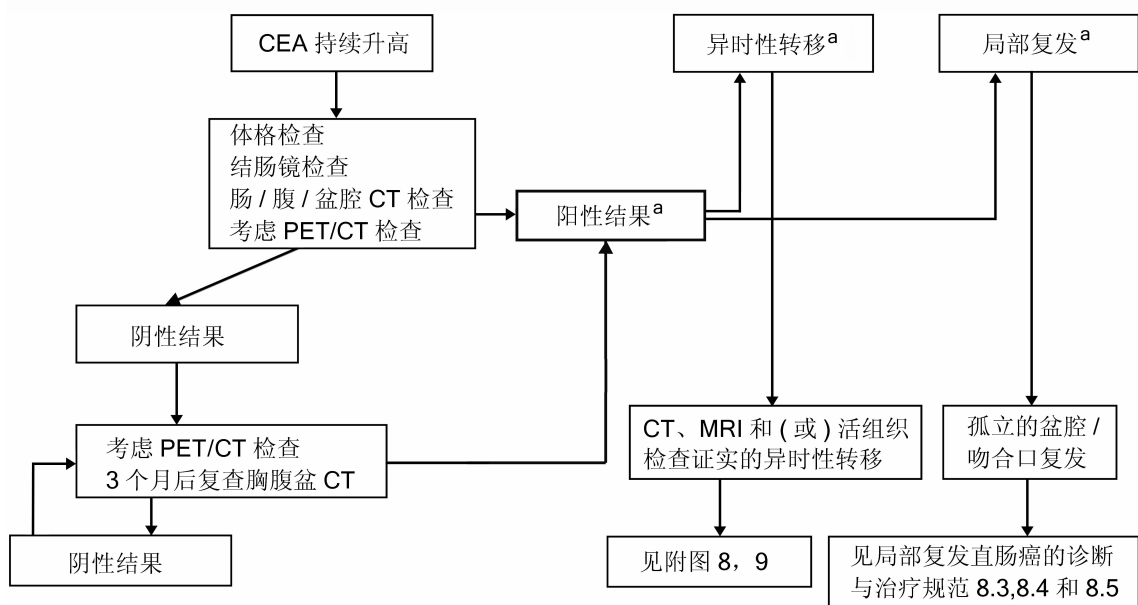 CEA 持续升高
体格检查
结肠镜检查
肠 / 腹 / 盆腔 CT 检查
考虑 PET/CT 检查
阴性结果
考虑 PET/CT 检查
3 个月后复查胸腹盆 CT
阴性结果
阳性结果a
异时性转移a
CT、MRI 和 ( 或 ) 活组织
检查证实的异时性转移
见附图 8，9
局部复发a
孤立的盆腔 /
吻合口复发
见局部复发直肠癌的诊断
与治疗规范 8.3,8.4 和 8.5